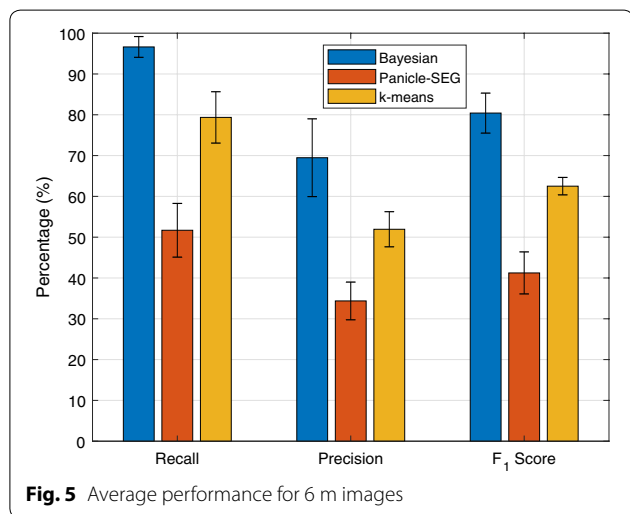 100
90
80
70
60
50
40
30
20
10
0
Percentage (%)
Bayesian
Panicle-SEG
k-means
Recall
Precision
F1 Score
Fig. 5 Average performance for 6 m images